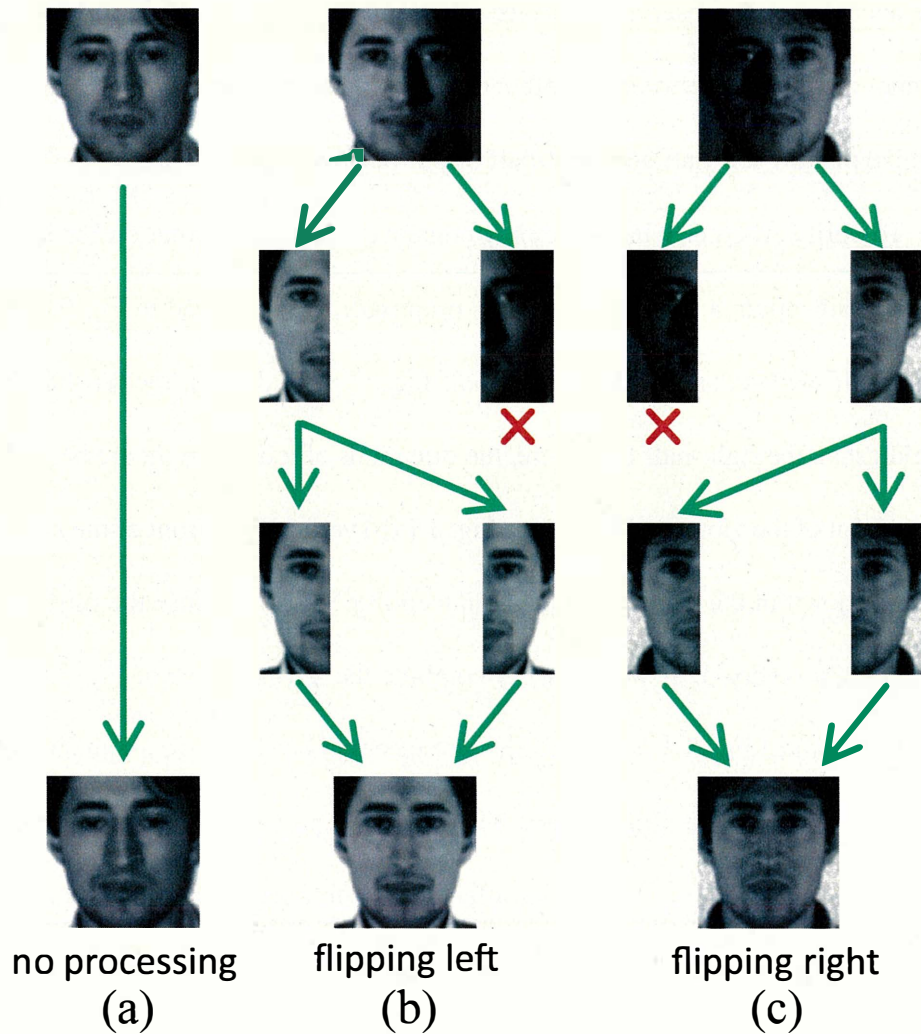 no processing
flipping left
flipping right
(a)
(b)
(c)